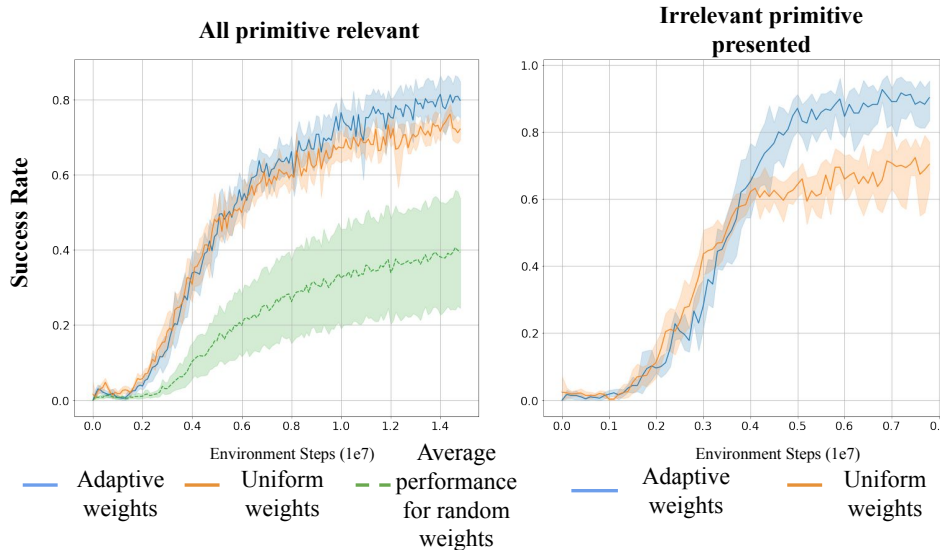 All primitive relevant
Irrelevant primitive
presented
Success Rate
0.8
0.6
0.4
0.2
0.0
0.0 0.2 0.4 0.6 0.8 1.0 1.2 1.4
Environment Steps (1e7)
1.0
0.8
0.6
0.4
0.2
0.0
0.0 0.1 0.2 0.3 0.4 0.5 0.6 0.7 0.8
Environment Steps (1e7)
Adaptive
weights
Uniform
weights
Average
performance
for random
weights
Adaptive
weights
Uniform
weights